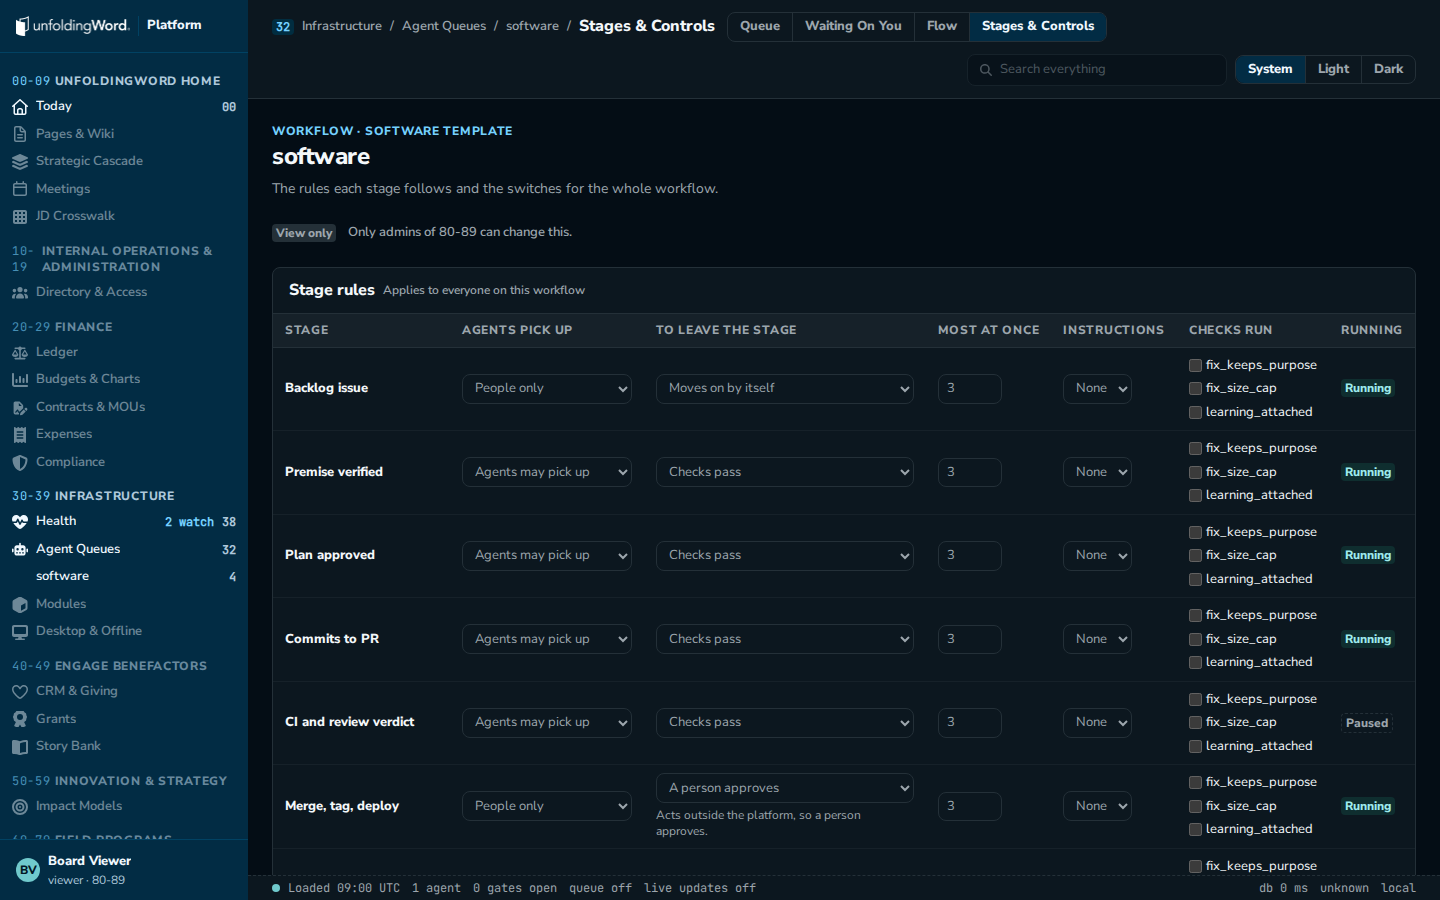 unfoldingWord Platform
00-09 UNFOLDINGWORD HOME
Today 00
Pages & Wiki
Strategic Cascade
Meetings
JD Crosswalk
10-19 INTERNAL OPERATIONS & ADMINISTRATION
Directory & Access
20-29 FINANCE
Ledger
Budgets & Charts
Contracts & MOUs
Expenses
Compliance
30-39 INFRASTRUCTURE
Health 2 watch 38
Agent Queues 32
software 4
Modules
Desktop & Offline
40-49 ENGAGE BENEFACTORS
CRM & Giving
Grants
Story Bank
50-59 INNOVATION & STRATEGY
Impact Models
60-70 FIELD PROGRAMS
BV Board Viewer
viewer · 80-89
32 Infrastructure / Agent Queues / software / Stages & Controls
Queue Waiting On You Flow Stages & Controls
Search everything
System Light Dark
WORKFLOW · SOFTWARE TEMPLATE
software
The rules each stage follows and the switches for the whole workflow.
View only Only admins of 80-89 can change this.
Stage rules Applies to everyone on this workflow
STAGE AGENTS PICK UP TO LEAVE THE STAGE MOST AT ONCE INSTRUCTIONS CHECKS RUN RUNNING
Backlog issue People only Moves on by itself 3 None
fix_keeps_purpose
fix_size_cap
learning_attached
Running
Premise verified Agents may pick up Checks pass 3 None
fix_keeps_purpose
fix_size_cap
learning_attached
Running
Plan approved Agents may pick up Checks pass 3 None
fix_keeps_purpose
fix_size_cap
learning_attached
Running
Commits to PR Agents may pick up Checks pass 3 None
fix_keeps_purpose
fix_size_cap
learning_attached
Running
CI and review verdict Agents may pick up Checks pass 3 None
fix_keeps_purpose
fix_size_cap
learning_attached
Paused
Merge, tag, deploy People only A person approves
Acts outside the platform, so a person
approves.
3 None
fix_keeps_purpose
fix_size_cap
learning_attached
Running
fix_keeps_purpose
Loaded 09:00 UTC 1 agent 0 gates open queue off live updates off
db 0 ms unknown local